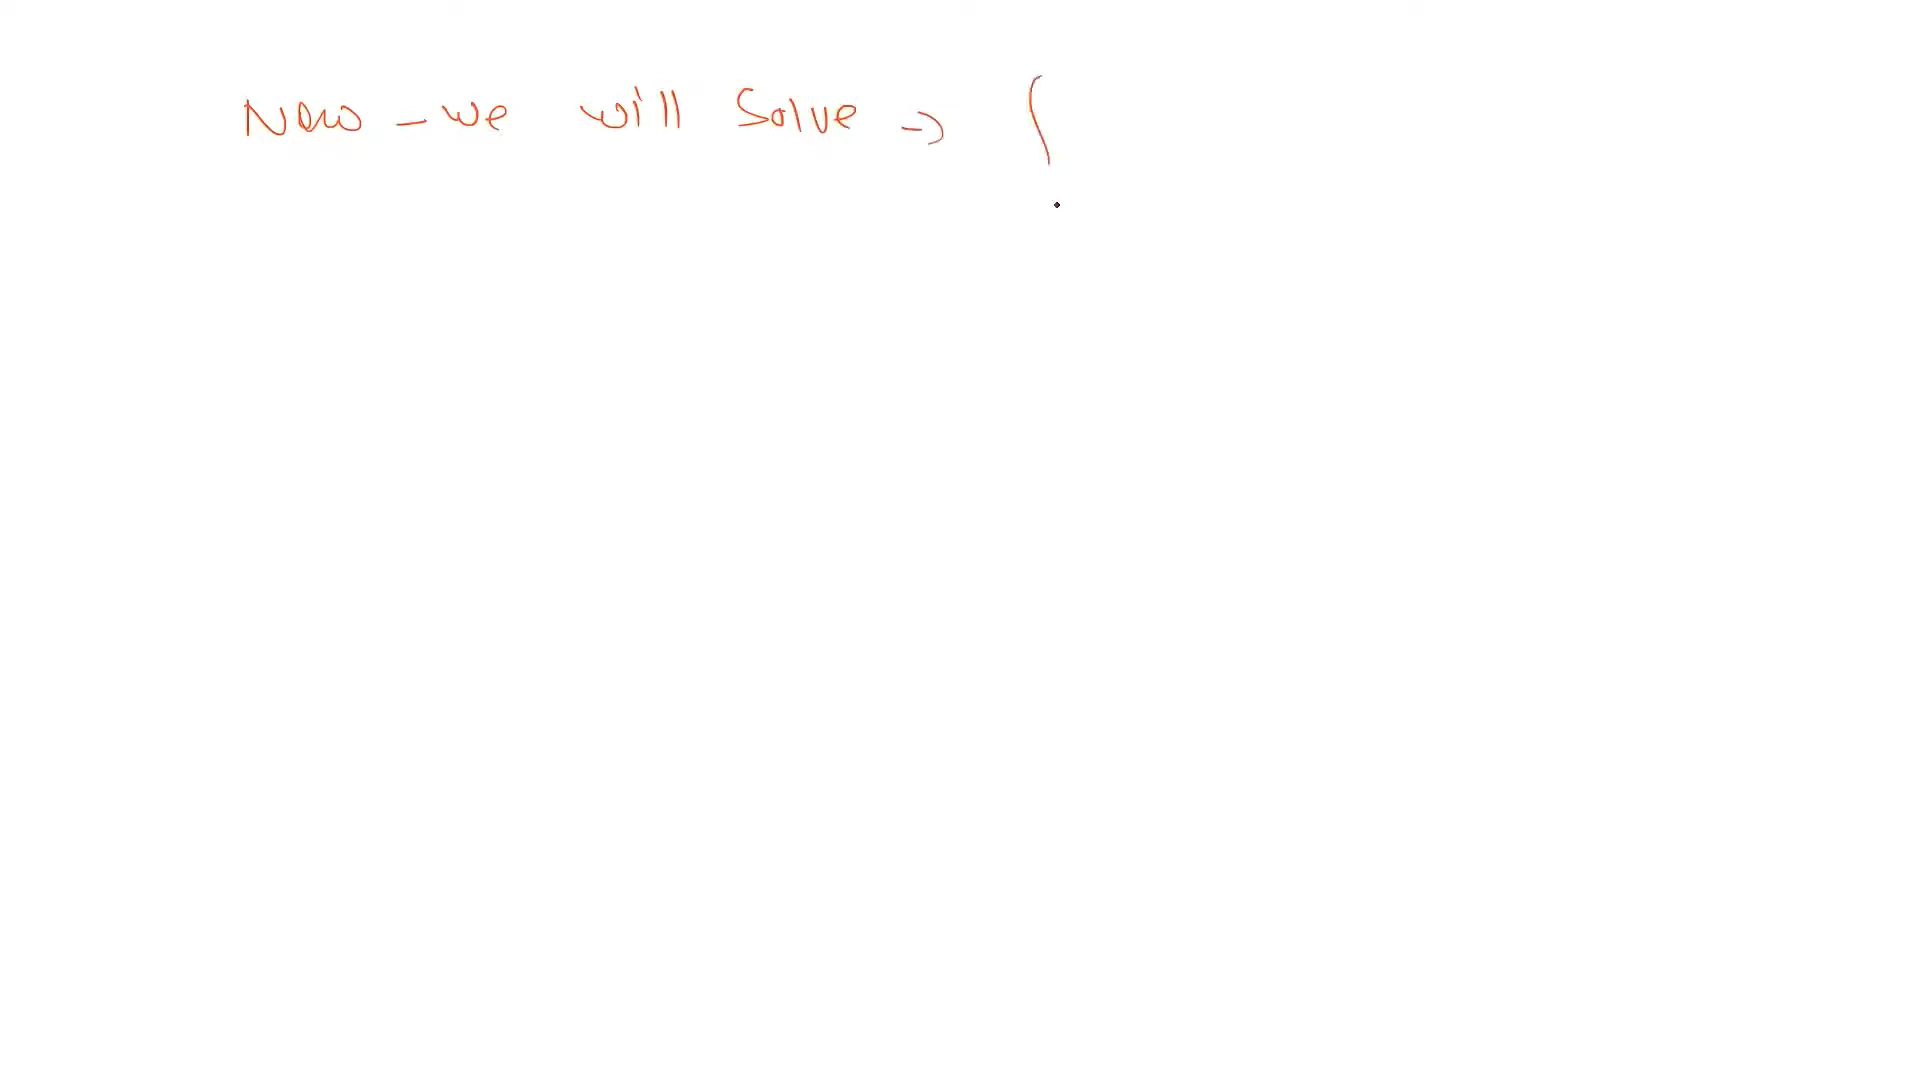 Now - we will solve → ∫